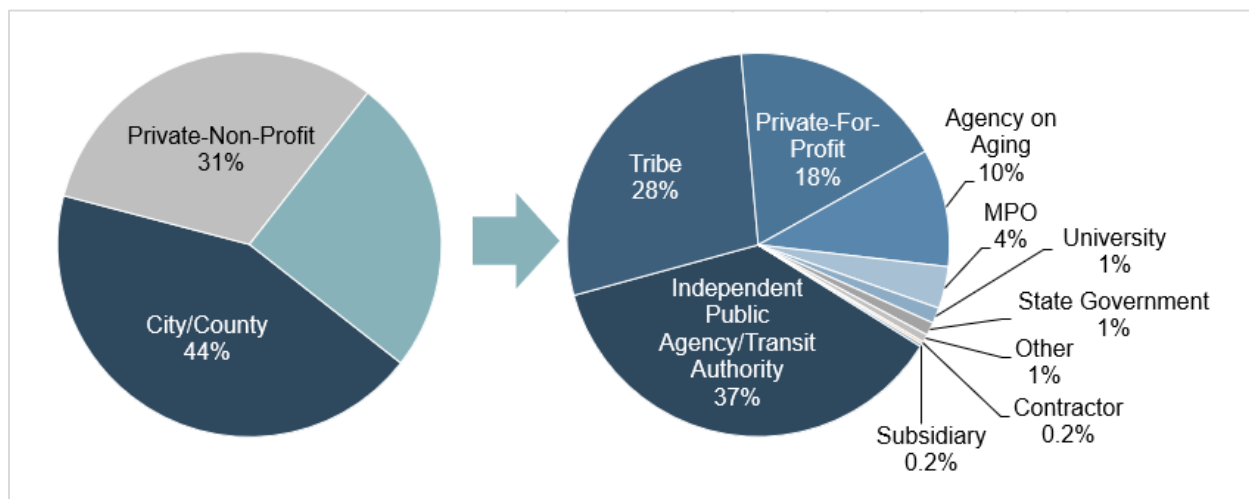 Private-Non-Profit
31%
City/County
44%
Tribe
28%
Private-For-
Profit
18%
Agency on
Aging
10%
MPO
4%
University
1%
State Government
1%
Other
1%
Contractor
0.2%
Subsidiary
0.2%
Independent
Public
Agency/Transit
Authority
37%